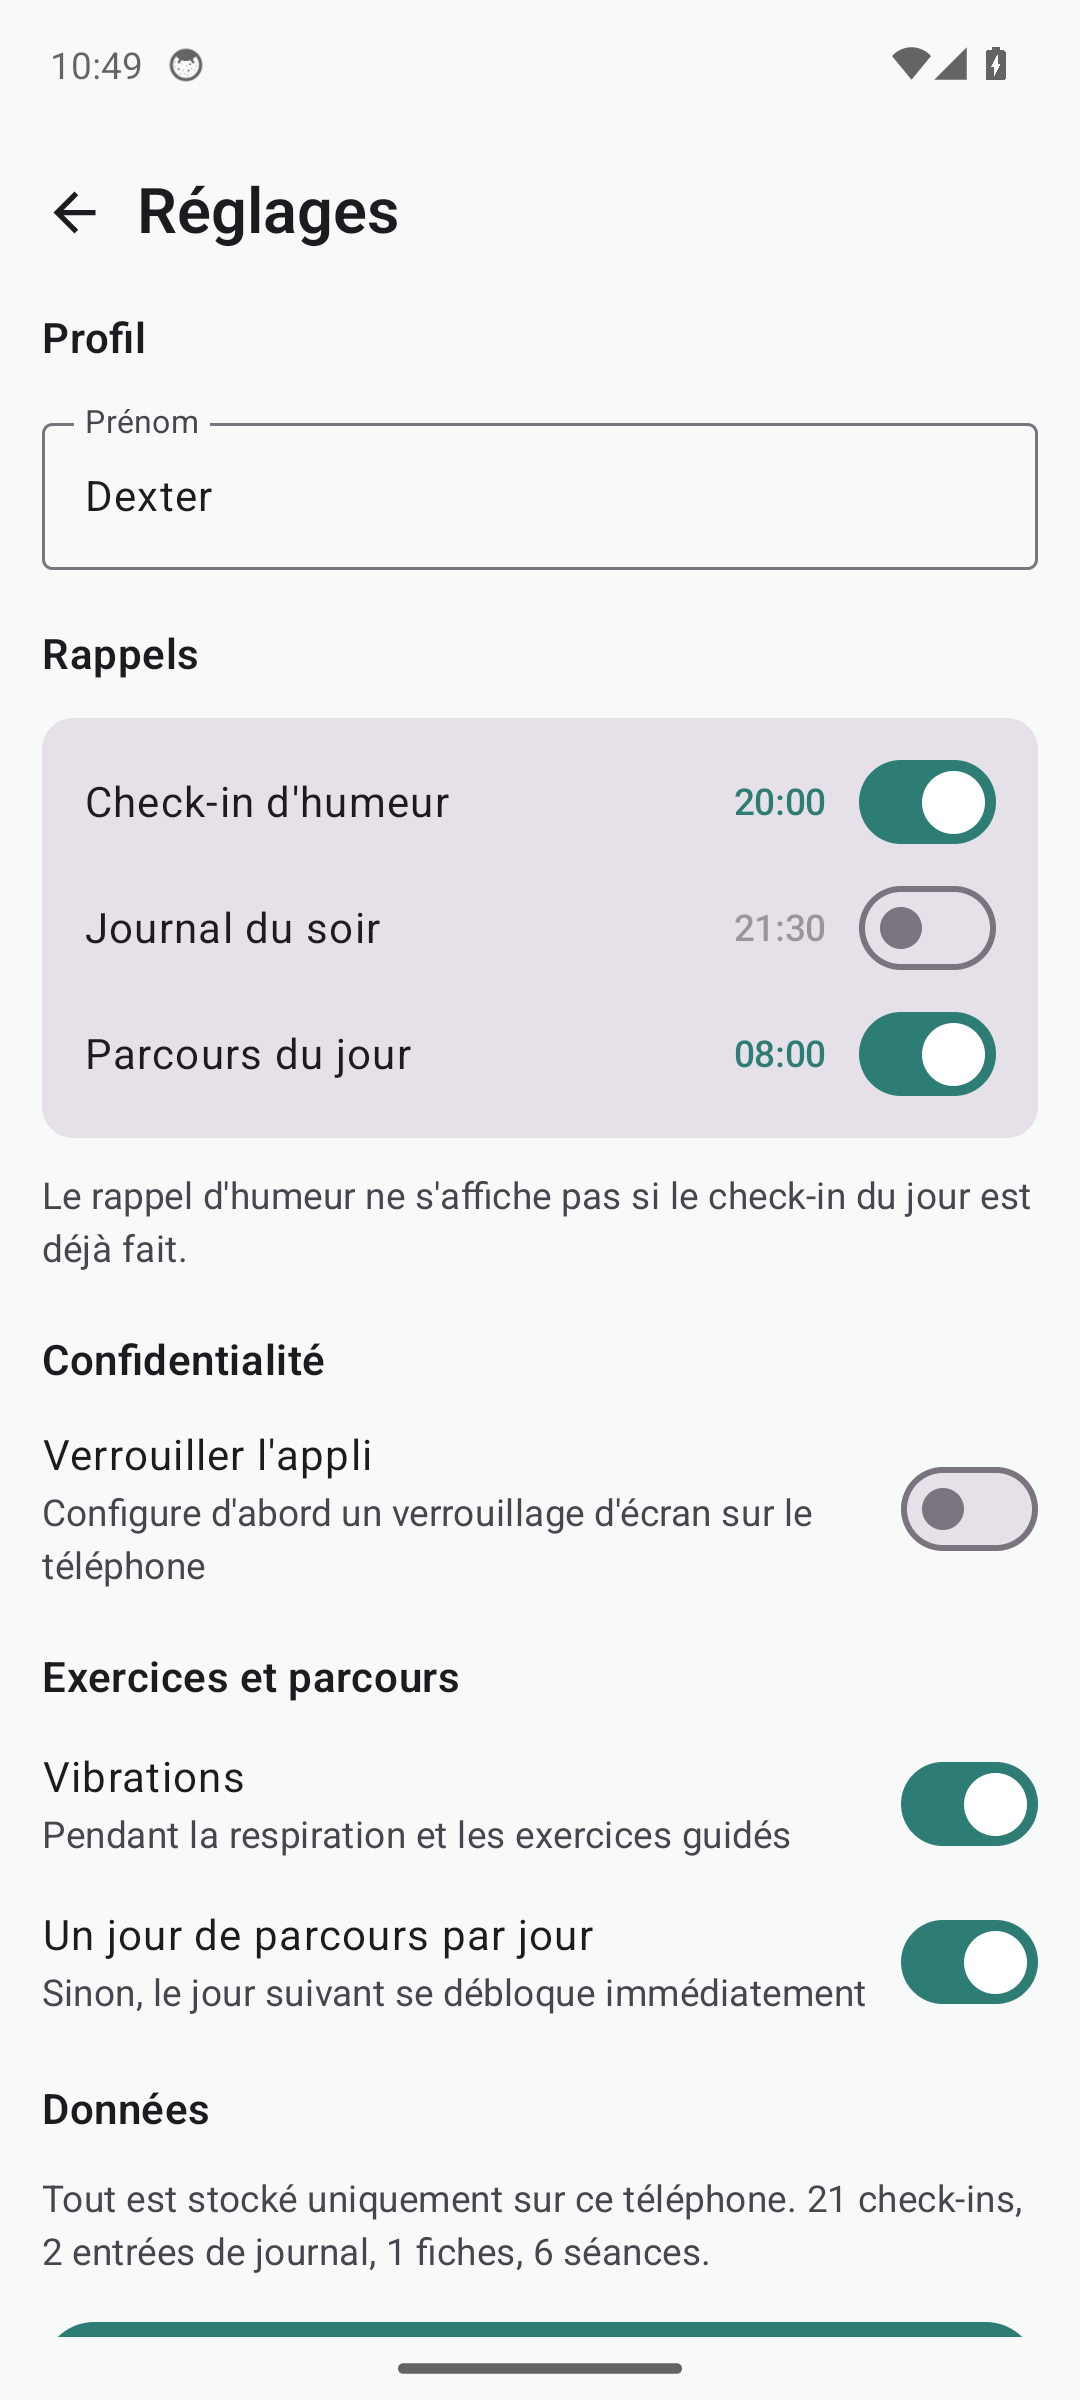 10:49
Réglages
Profil
Prénom
Dexter
Rappels
Check-in d'humeur 20:00
Journal du soir 21:30
Parcours du jour 08:00
Le rappel d'humeur ne s'affiche pas si le check-in du jour est
déjà fait.
Confidentialité
Verrouiller l'appli
Configure d'abord un verrouillage d'écran sur le
téléphone
Exercices et parcours
Vibrations
Pendant la respiration et les exercices guidés
Un jour de parcours par jour
Sinon, le jour suivant se débloque immédiatement
Données
Tout est stocké uniquement sur ce téléphone. 21 check-ins,
2 entrées de journal, 1 fiches, 6 séances.